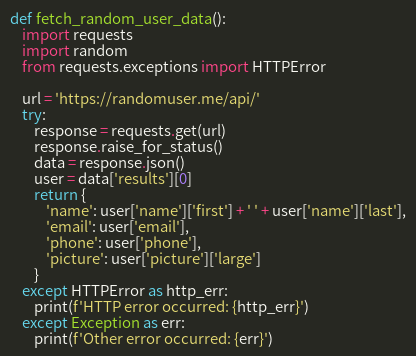 def fetch_random_user_data():
    import requests
    import random
    from requests.exceptions import HTTPError

    url = 'https://randomuser.me/api/'
    try:
        response = requests.get(url)
        response.raise_for_status()
        data = response.json()
        user = data['results'][0]
        return {
            'name': user['name']['first'] + ' ' + user['name']['last'],
            'email': user['email'],
            'phone': user['phone'],
            'picture': user['picture']['large']
        }
    except HTTPError as http_err:
        print(f'HTTP error occurred: {http_err}')
    except Exception as err:
        print(f'Other error occurred: {err}')